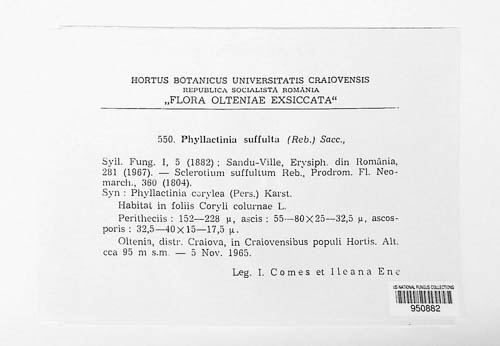 HORTUS BOTANICUS UNIVERSITATIS CRAIOVENSIS
REPUBLICA SOCIALISTĂ ROMÂNIA
„FLORA OLTENIAE EXSICCATA“
550. Phyllactinia suffulta (Reb.) Sacc.,
Syll. Fung. I, 5 (1882); Sandu-Ville, Erysiph. din România,
281 (1967). — Sclerotium suffultum Reb., Prodrom. Fl. Neo-
march., 360 (1804).
Syn : Phyllactinia corylea (Pers.) Karst.
Habitat in foliis Coryli colurnae L.
Peritheciis : 152—228 µ, ascis : 55—80×25—32,5 µ, ascos-
poris : 32,5—40×15—17,5 µ.
Oltenia, distr. Craiova, in Craiovensibus populi Hortis. Alt.
cca 95 m s.m. — 5 Nov. 1965.
Leg. I. Comes et Ileana Ene
US NATIONAL FUNGUS COLLECTIONS
950882